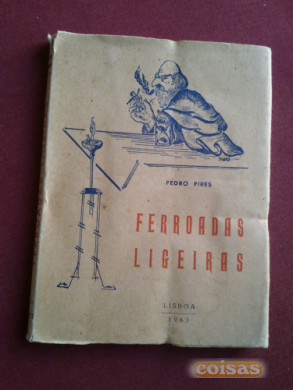 PEDRO PIRES
FERROADAS
LIGEIRAS
LISBOA
1963
coisas